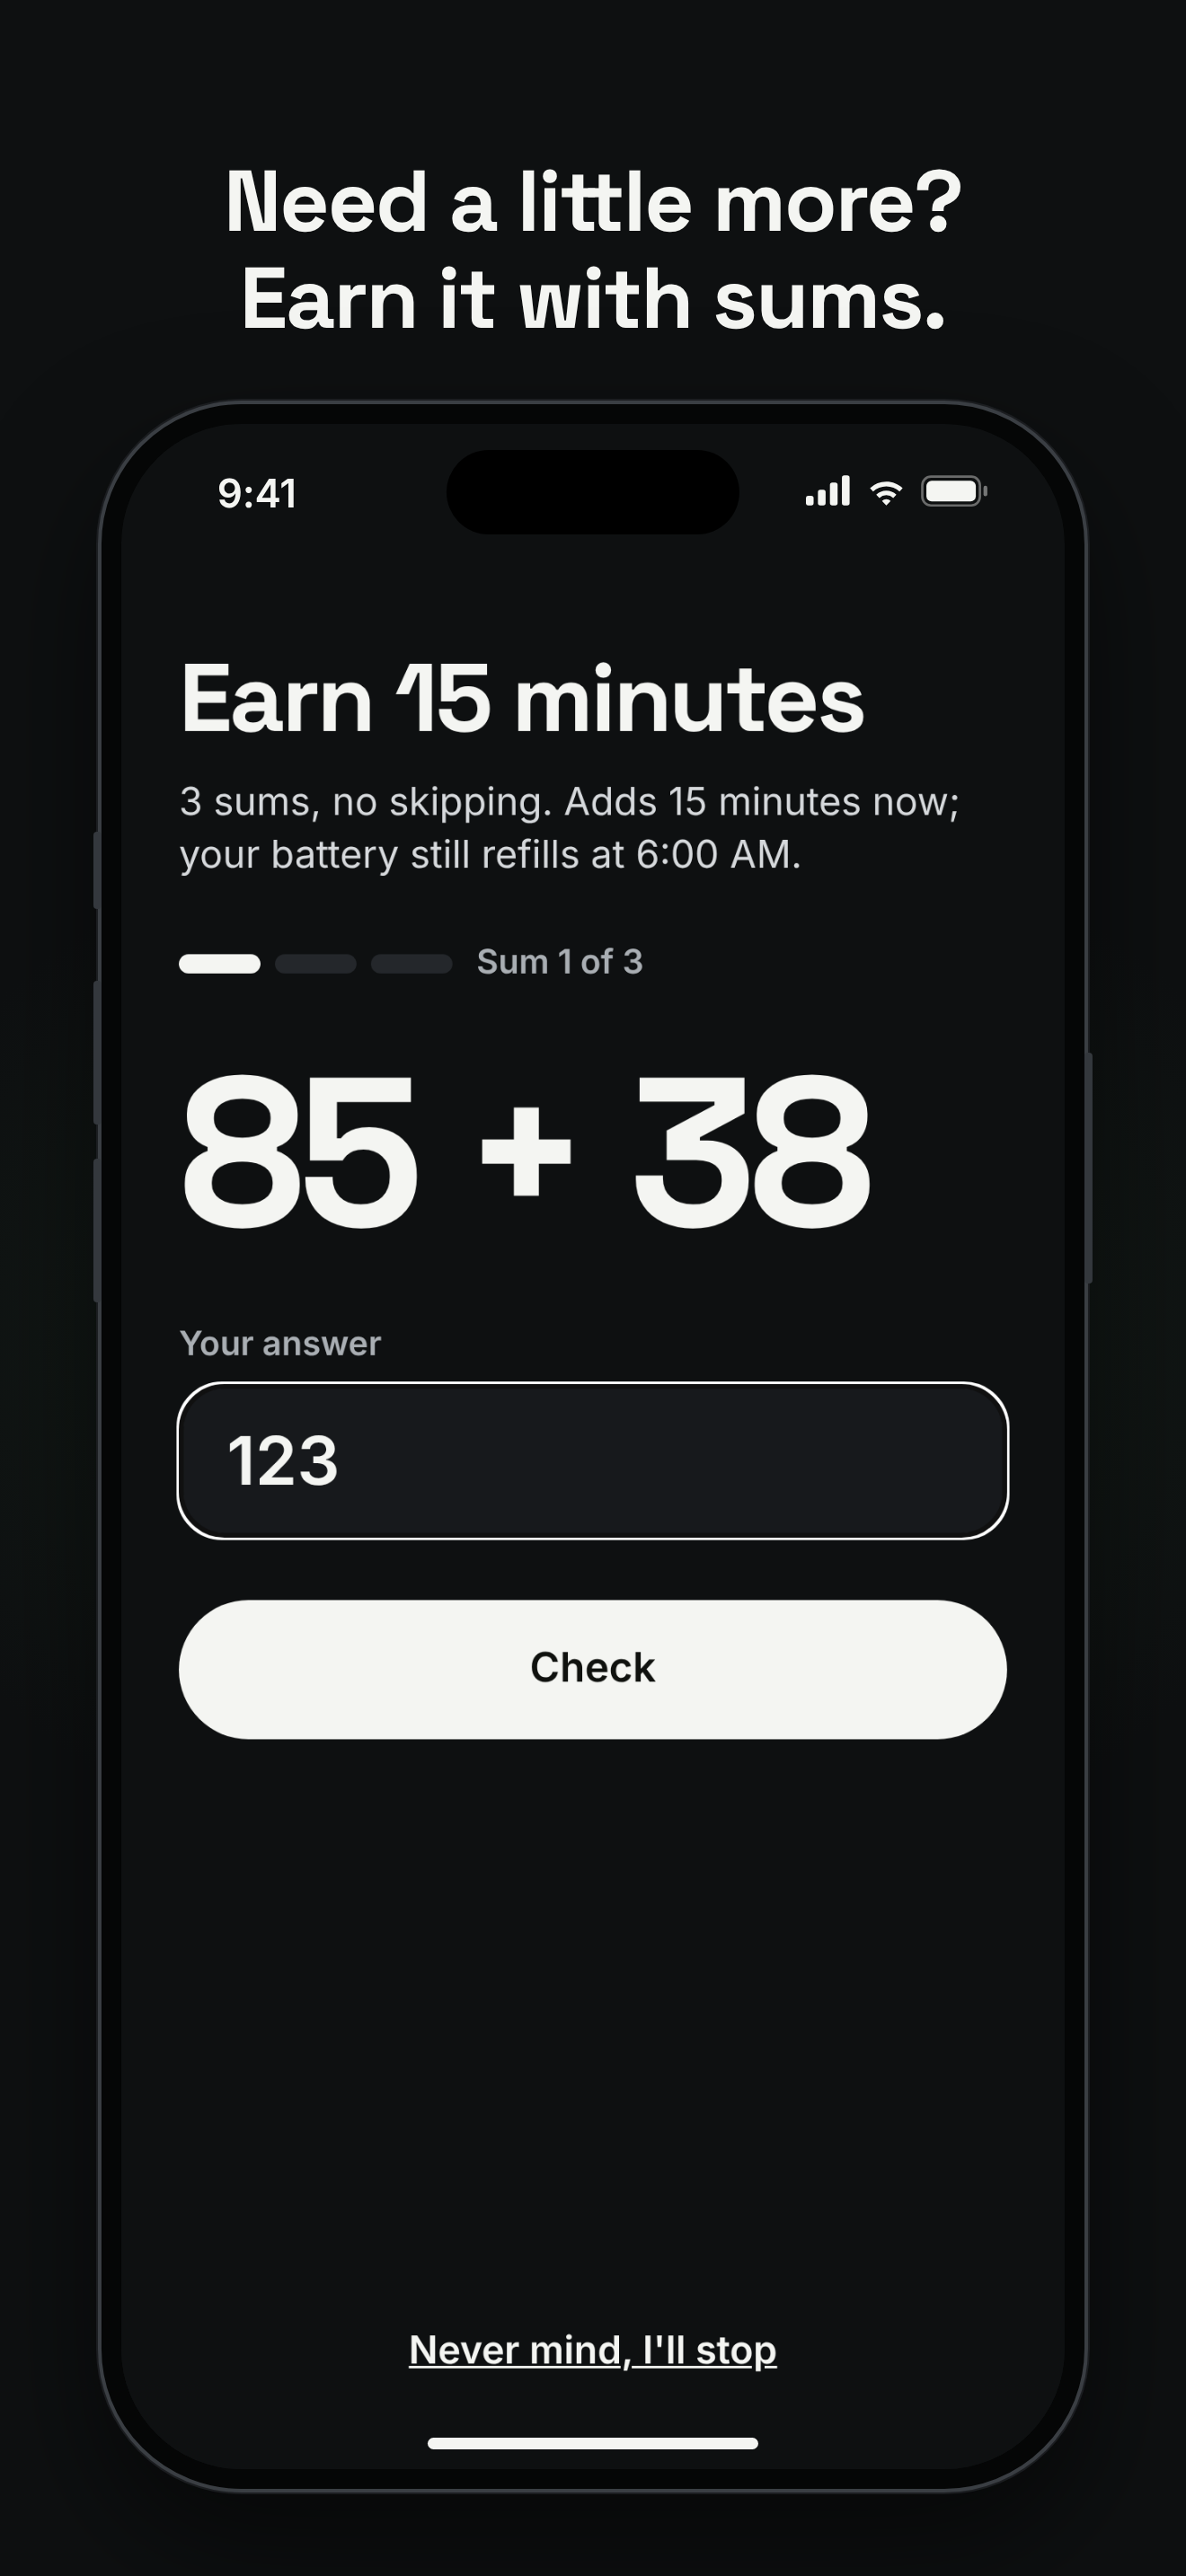 Need a little more?
Earn it with sums.
9:41
Earn 15 minutes
3 sums, no skipping. Adds 15 minutes now;
your battery still refills at 6:00 AM.
Sum 1 of 3
85 + 38
Your answer
123
Check
Never mind, I'll stop